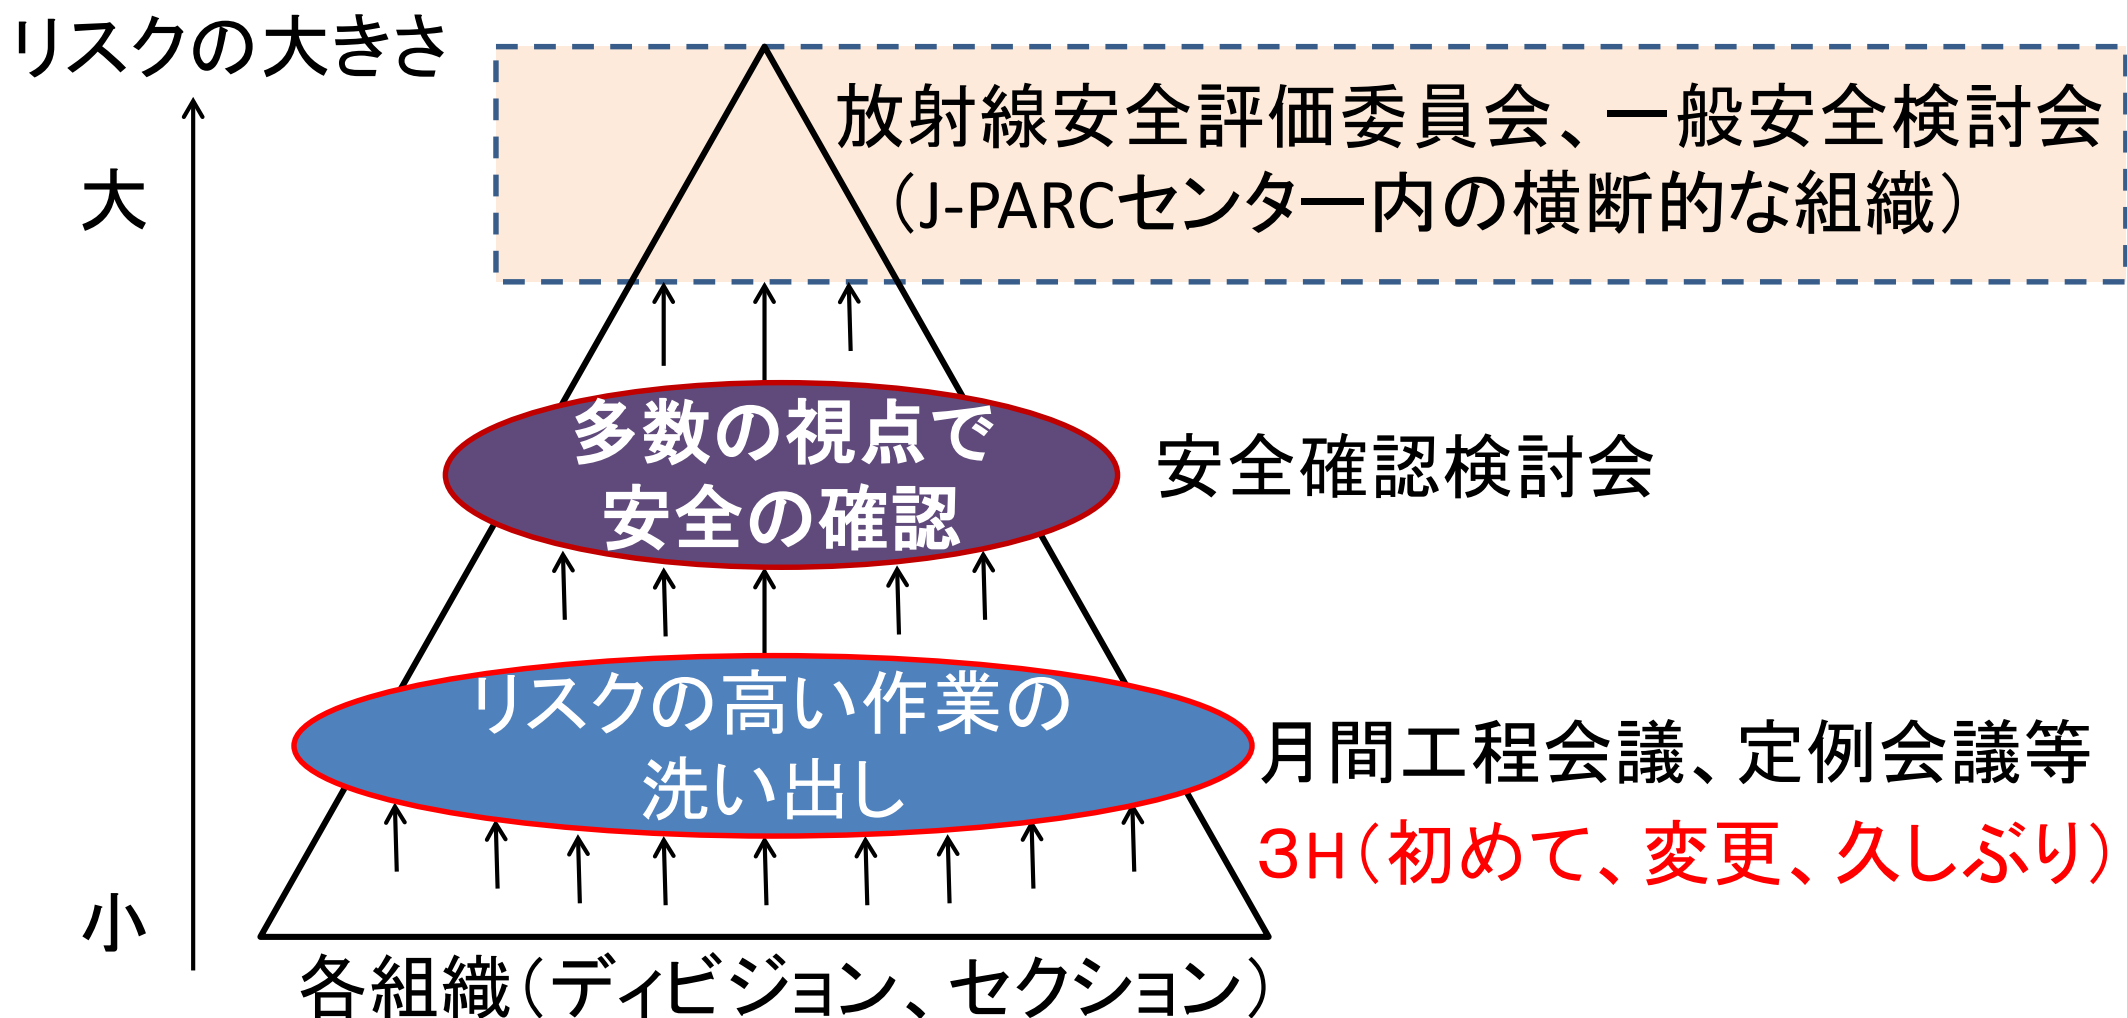 リスクの大きさ
放射線安全評価委員会、一般安全検討会
（J-PARCセンター内の横断的な組織）
大
多数の視点で
安全の確認
安全確認検討会
リスクの高い作業の
洗い出し
月間工程会議、定例会議等
３H（初めて、変更、久しぶり）
小
各組織（ディビジョン、セクション）